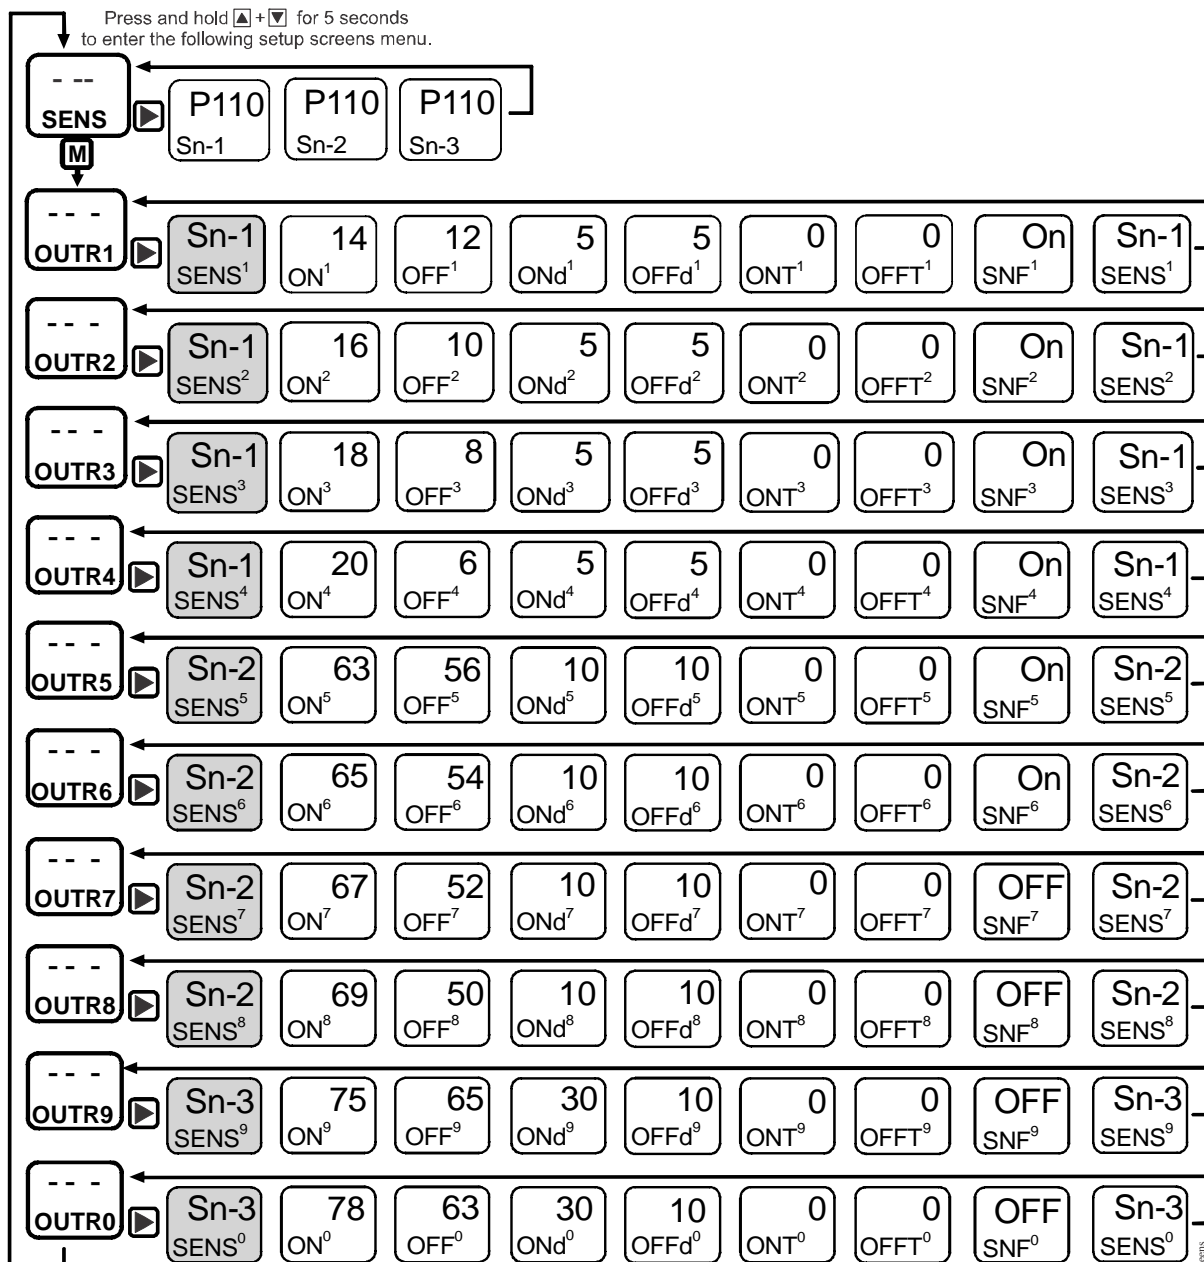 Press and hold ▲+▼ for 5 seconds
to enter the following setup screens menu.
- --
SENS
P110
Sn-1
P110
Sn-2
P110
Sn-3
M
-- -
OUTR1
Sn-1 14 12 5 5 0 0 On Sn-1
SENS¹ ON¹ OFF¹ ONd¹ OFFd¹ ONT¹ OFFT¹ SNF¹ SENS¹
-- -
OUTR2
Sn-1 16 10 5 5 0 0 On Sn-1
SENS² ON² OFF² ONd² OFFd² ONT² OFFT² SNF² SENS²
-- -
OUTR3
Sn-1 18 8 5 5 0 0 On Sn-1
SENS³ ON³ OFF³ ONd³ OFFd³ ONT³ OFFT³ SNF³ SENS³
-- -
OUTR4
Sn-1 20 6 5 5 0 0 On Sn-1
SENS⁴ ON⁴ OFF⁴ ONd⁴ OFFd⁴ ONT⁴ OFFT⁴ SNF⁴ SENS⁴
-- -
OUTR5
Sn-2 63 56 10 10 0 0 On Sn-2
SENS⁵ ON⁵ OFF⁵ ONd⁵ OFFd⁵ ONT⁵ OFFT⁵ SNF⁵ SENS⁵
-- -
OUTR6
Sn-2 65 54 10 10 0 0 On Sn-2
SENS⁶ ON⁶ OFF⁶ ONd⁶ OFFd⁶ ONT⁶ OFFT⁶ SNF⁶ SENS⁶
-- -
OUTR7
Sn-2 67 52 10 10 0 0 OFF Sn-2
SENS⁷ ON⁷ OFF⁷ ONd⁷ OFFd⁷ ONT⁷ OFFT⁷ SNF⁷ SENS⁷
-- -
OUTR8
Sn-2 69 50 10 10 0 0 OFF Sn-2
SENS⁸ ON⁸ OFF⁸ ONd⁸ OFFd⁸ ONT⁸ OFFT⁸ SNF⁸ SENS⁸
-- -
OUTR9
Sn-3 75 65 30 10 0 0 OFF Sn-3
SENS⁹ ON⁹ OFF⁹ ONd⁹ OFFd⁹ ONT⁹ OFFT⁹ SNF⁹ SENS⁹
-- -
OUTR0
Sn-3 78 63 30 10 0 0 OFF Sn-3
SENS⁰ ON⁰ OFF⁰ ONd⁰ OFFd⁰ ONT⁰ OFFT⁰ SNF⁰ SENS⁰